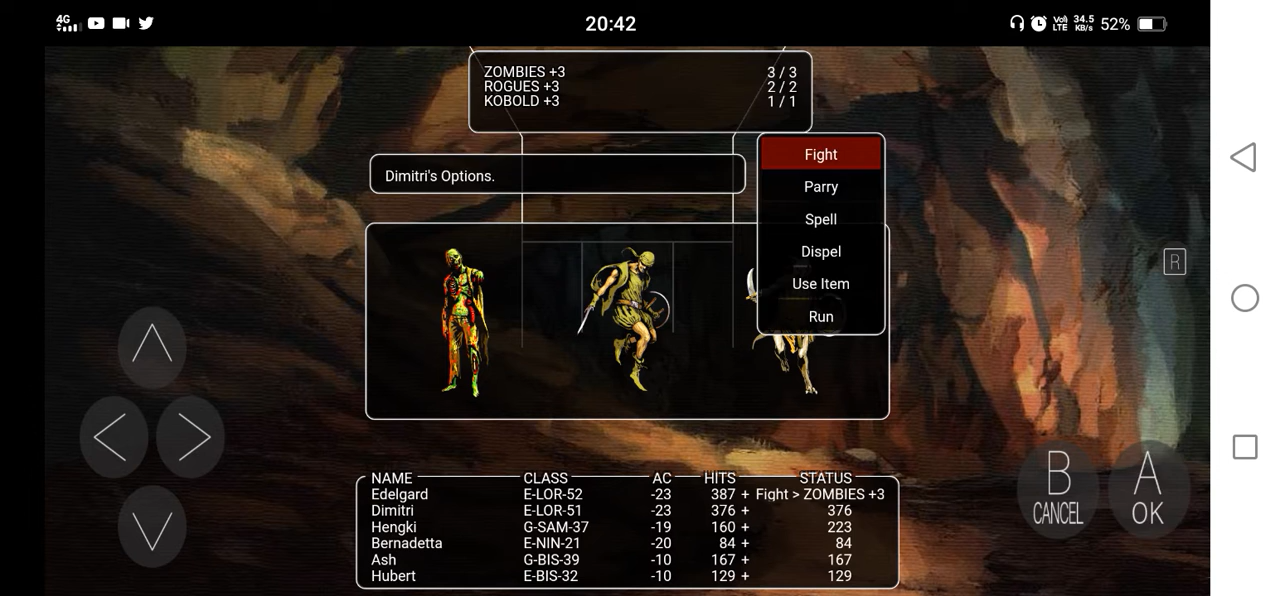 4G 20:42 VoI) LTE 34.5 KB/s 52%
ZOMBIES +3 3 / 3
ROGUES +3 2 / 2
KOBOLD +3 1 / 1
Dimitri's Options.
Fight
Parry
Spell
Dispel
Use Item
Run
R
NAME CLASS AC HITS STATUS
Edelgard E-LOR-52 -23 387 + Fight > ZOMBIES +3
Dimitri E-LOR-51 -23 376 + 376
Hengki G-SAM-37 -19 160 + 223
Bernadetta E-NIN-21 -20 84 + 84
Ash G-BIS-39 -10 167 + 167
Hubert E-BIS-32 -10 129 + 129
B CANCEL
A OK